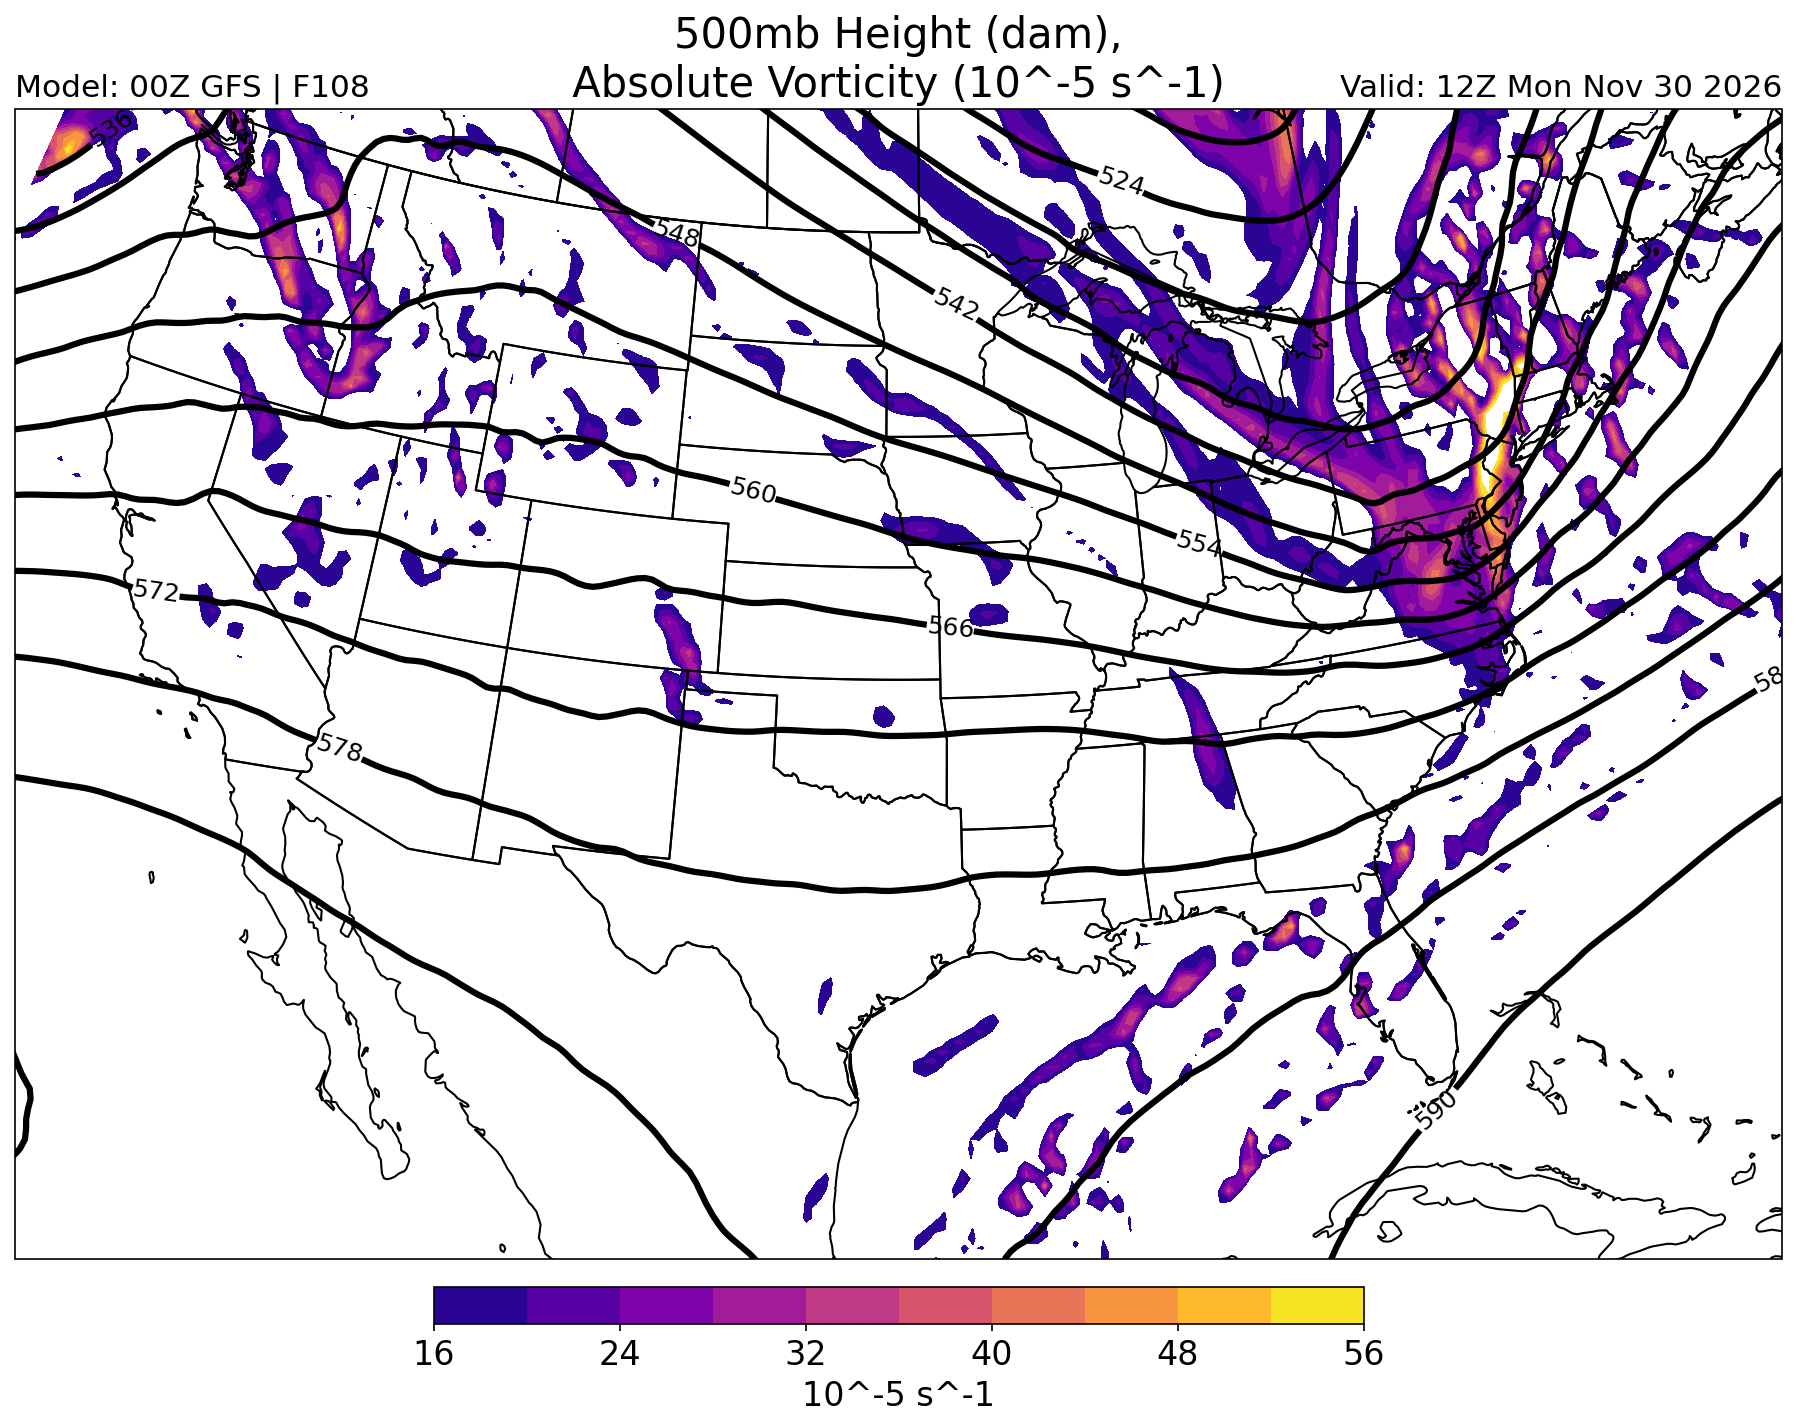 500mb Height (dam),
Absolute Vorticity (10^-5 s^-1)
Model: 00Z GFS | F108
Valid: 12Z Mon Nov 30 2026
536
524
548
542
560
554
572
566
58
578
590
16 24 32 40 48 56
10^-5 s^-1